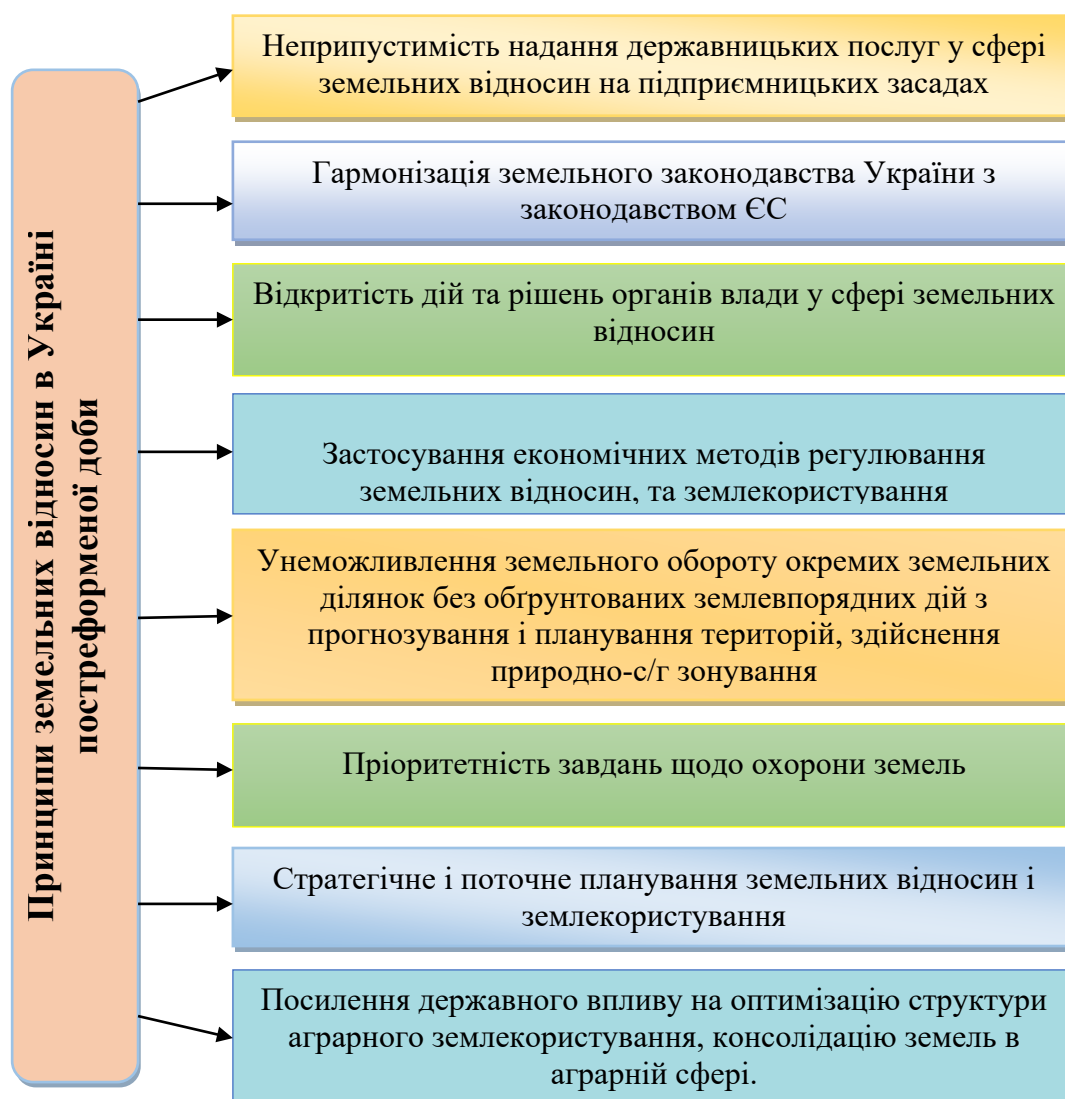 Принципи земельних відносин в Україні
постреформеної доби
Неприпустимість надання державницьких послуг у сфері
земельних відносин на підприємницьких засадах
Гармонізація земельного законодавства України з
законодавством ЄС
Відкритість дій та рішень органів влади у сфері земельних
відносин
Застосування економічних методів регулювання
земельних відносин, та землекористування
Унеможливлення земельного обороту окремих земельних
ділянок без обґрунтованих землевпорядних дій з
прогнозування і планування територій, здійснення
природно-с/г зонування
Пріоритетність завдань щодо охорони земель
Стратегічне і поточне планування земельних відносин і
землекористування
Посилення державного впливу на оптимізацію структури
аграрного землекористування, консолідацію земель в
аграрній сфері.